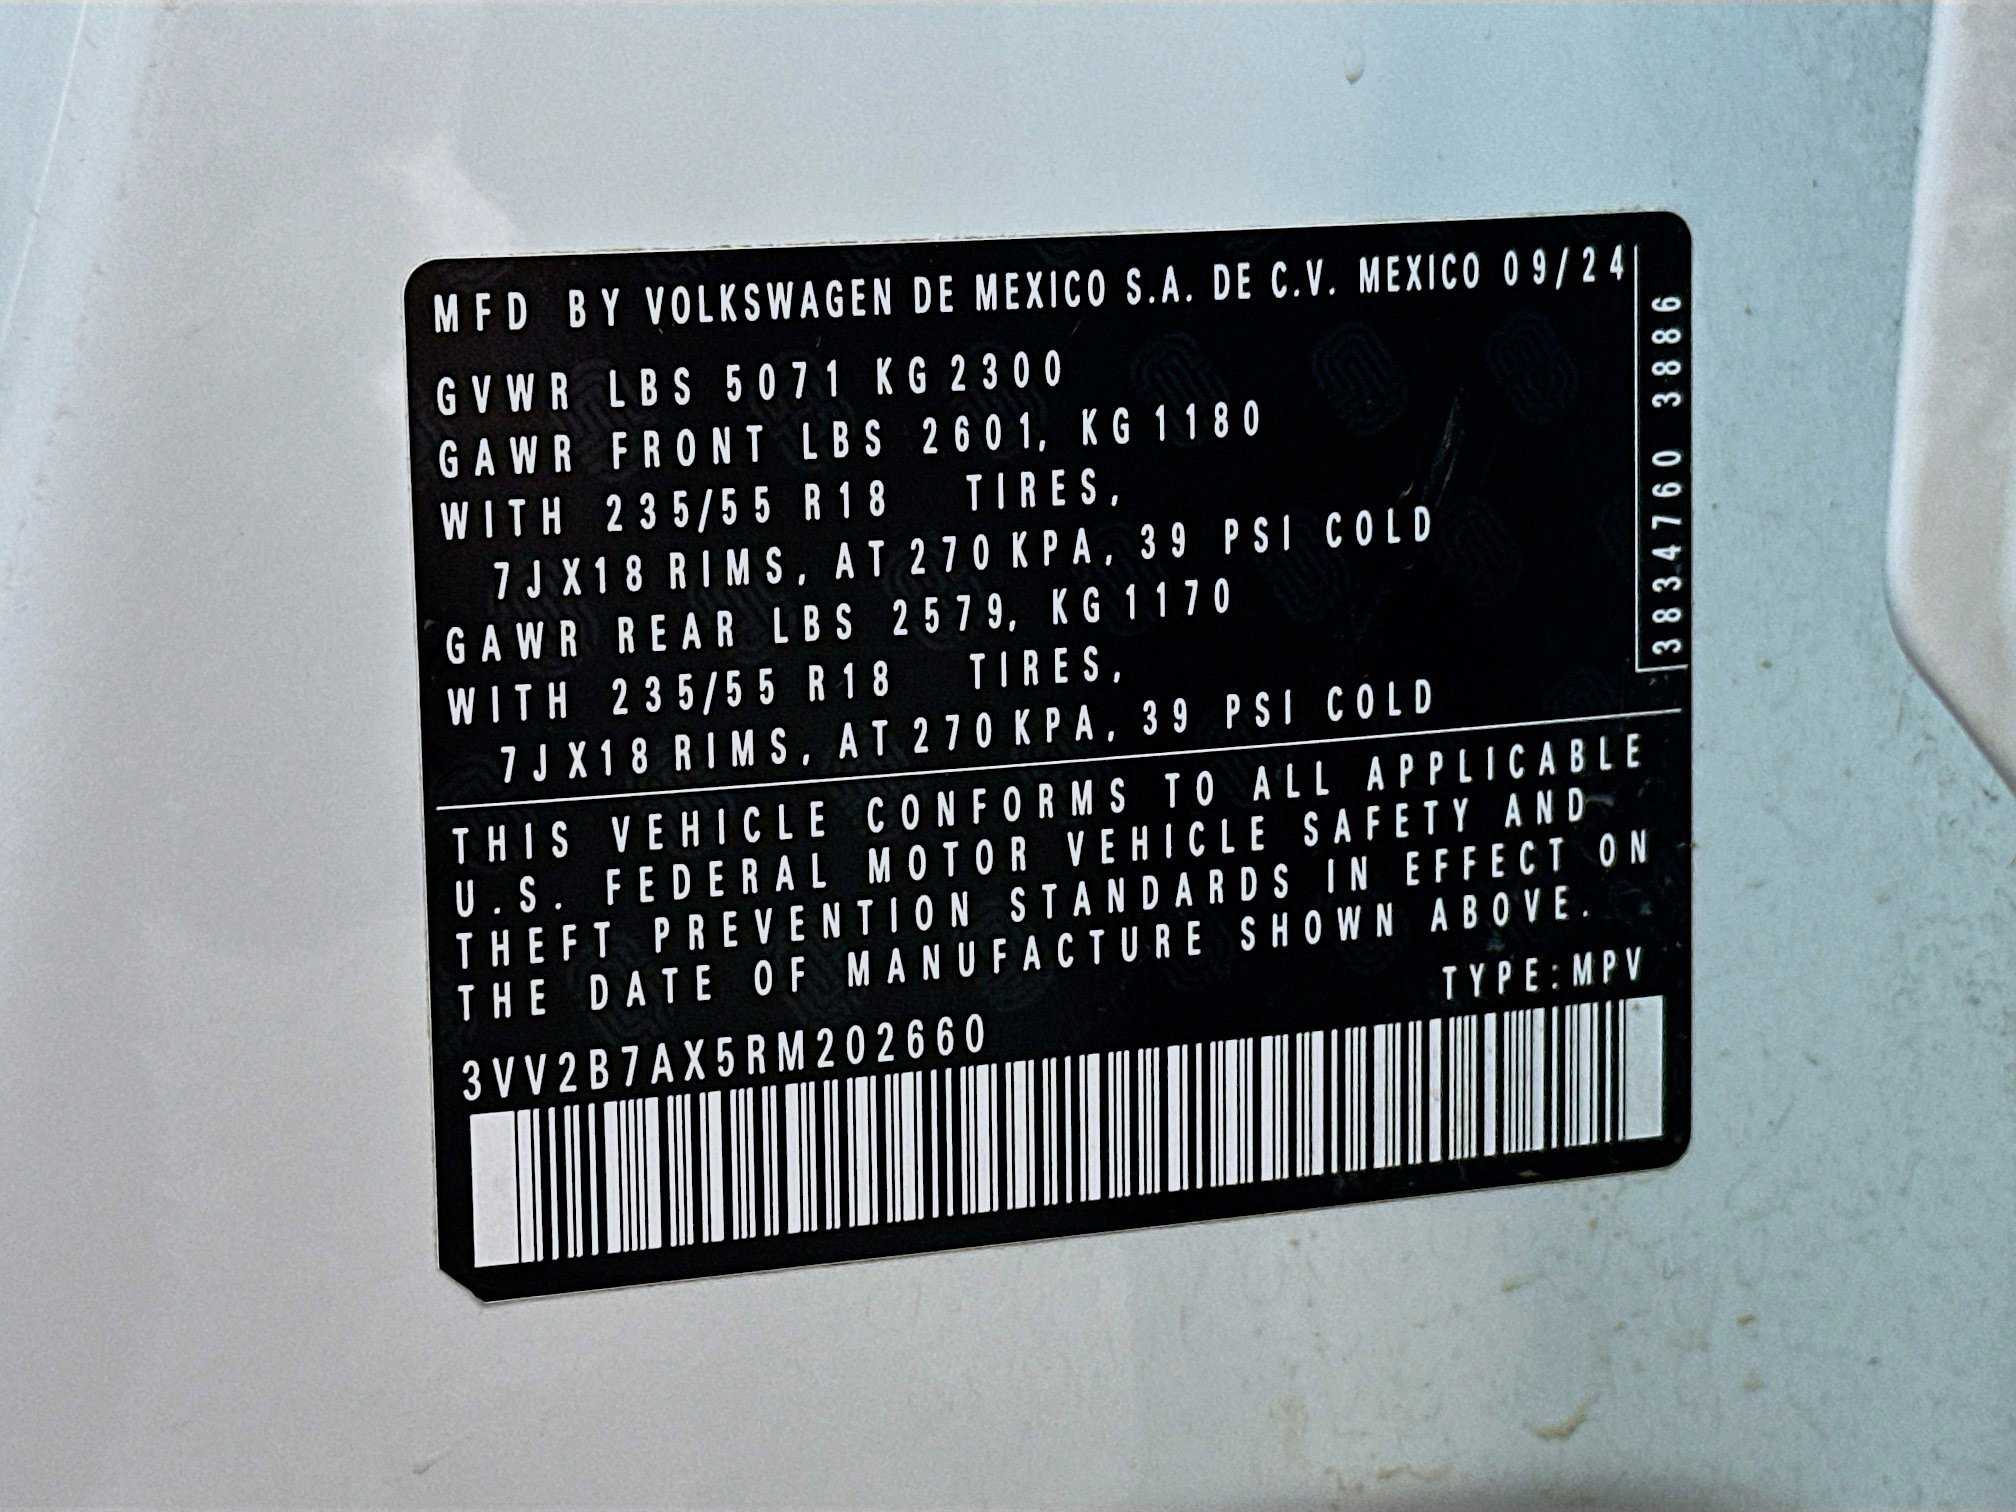 MFD BY VOLKSWAGEN DE MEXICO S.A. DE C.V. MEXICO 09/24
GVWR LBS 5071 KG 2300
GAWR FRONT LBS 2601, KG 1180
WITH 235/55 R18 TIRES,
7JX18 RIMS, AT 270 KPA, 39 PSI COLD
GAWR REAR LBS 2579, KG 1170
WITH 235/55 R18 TIRES,
7JX18 RIMS, AT 270 KPA, 39 PSI COLD
3834760 3886
THIS VEHICLE CONFORMS TO ALL APPLICABLE
U.S. FEDERAL MOTOR VEHICLE SAFETY AND
THEFT PREVENTION STANDARDS IN EFFECT ON
THE DATE OF MANUFACTURE SHOWN ABOVE.
TYPE:MPV
3VV2B7AX5RM202660